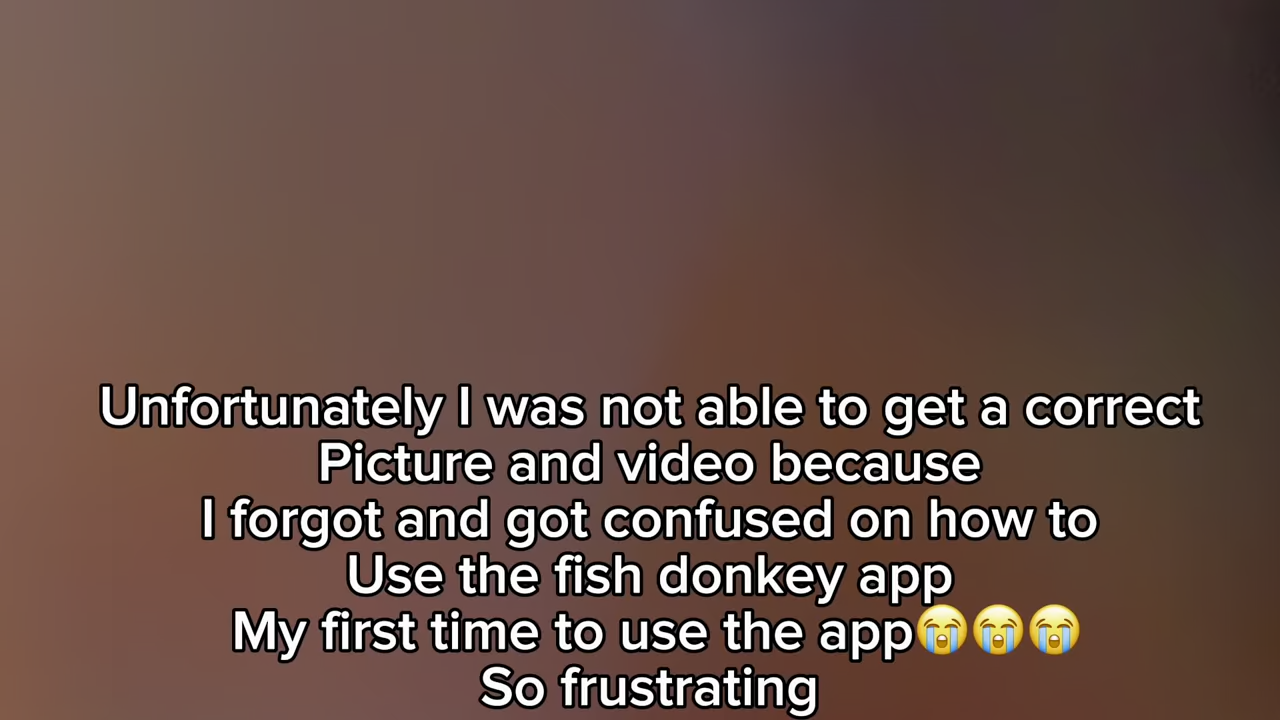 Unfortunately I was not able to get a correct
Picture and video because
I forgot and got confused on how to
Use the fish donkey app
My first time to use the app😭😭😭
So frustrating